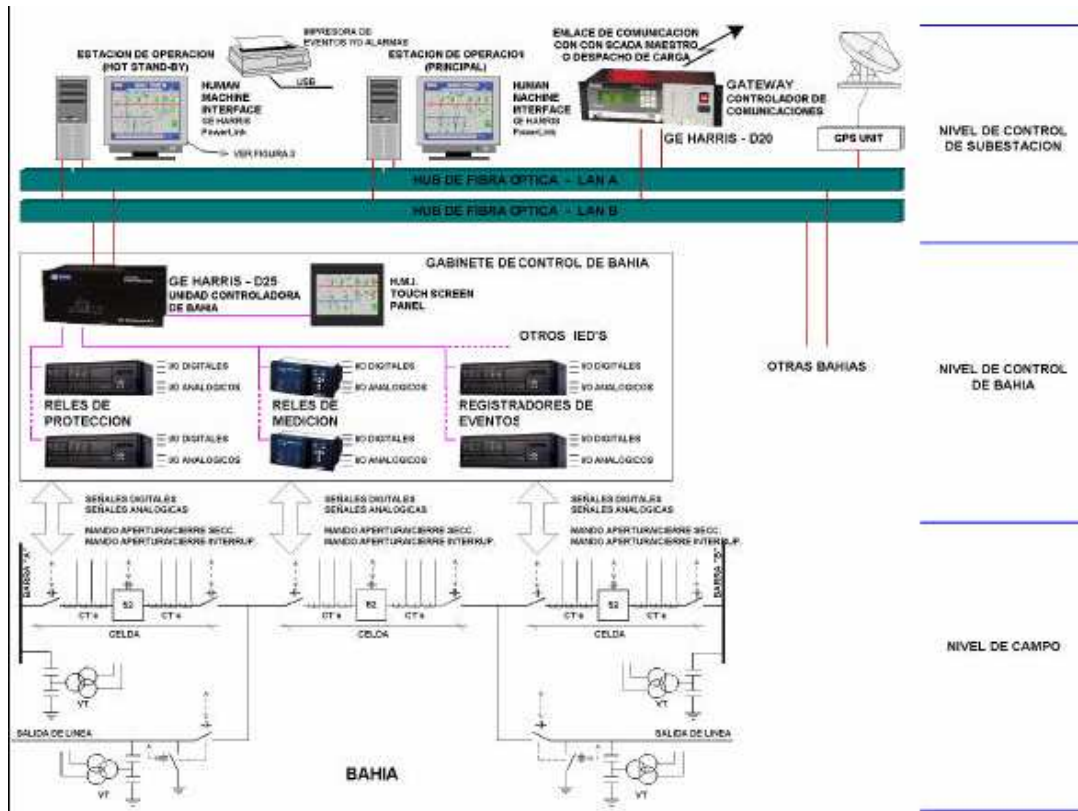 ESTACION DE OPERACION
(HOT STAND-BY)
IMPRESORA DE
EVENTOS Y/O ALARMAS
USB
HUMAN
MACHINE
INTERFACE
GE HARRIS
PowerLink
VER FIGURA 3
ESTACION DE OPERACION
(PRINCIPAL)
HUMAN
NACHINE
INTERFACE
GE HARRIS
PowerLink
ENLACE DE COMUNICACION
CON CON SCADA MAESTRO
O DESPACHO DE CARGA
GATEWAY
CONTROLADOR DE
COMUNICACIONES
GE HARRIS - D20
GPS UNIT
NIVEL DE CONTROL
DE SUBESTACION
HUB DE FIBRA OPTICA - LAN A
HUB DE FIBRA OPTICA - LAN B
GABINETE DE CONTROL DE BAHIA
GE HARRIS - D25
UNIDAD CONTROLADORA
DE BAHIA
H.M.I.
TOUCH SCREEN
PANEL
OTROS IED'S
OTRAS BAHIAS
NIVEL DE CONTROL
DE BAHIA
I/O DIGITALES
I/O ANALOGICOS
I/O DIGITALES
I/O ANALOGICOS
I/O DIGITALES
I/O ANALOGICOS
RELES DE
PROTECCION
RELES DE
MEDICION
REGISTRADORES DE
EVENTOS
I/O DIGITALES
I/O ANALOGICOS
I/O DIGITALES
I/O ANALOGICOS
I/O DIGITALES
I/O ANALOGICOS
SEÑALES DIGITALES
SEÑALES ANALOGICAS
MANDO APERTURA/CIERRE SECC.
MANDO APERTURA/CIERRE INTERRUP.
SEÑALES DIGITALES
SEÑALES ANALOGICAS
MANDO APERTURA/CIERRE SECC.
MANDO APERTURA/CIERRE INTERRUP.
SEÑALES DIGITALES
SEÑALES ANALOGICAS
MANDO APERTURA/CIERRE SECC.
MANDO APERTURA/CIERRE INTERRUP.
BARRA "A"
BARRA "B"
52
CT's
CT's
CELDA
52
CT's
CT's
CELDA
52
CT's
CT's
CELDA
NIVEL DE CAMPO
VT
VT
SALIDA DE LINEA
SALIDA DE LINEA
VT
VT
BAHIA